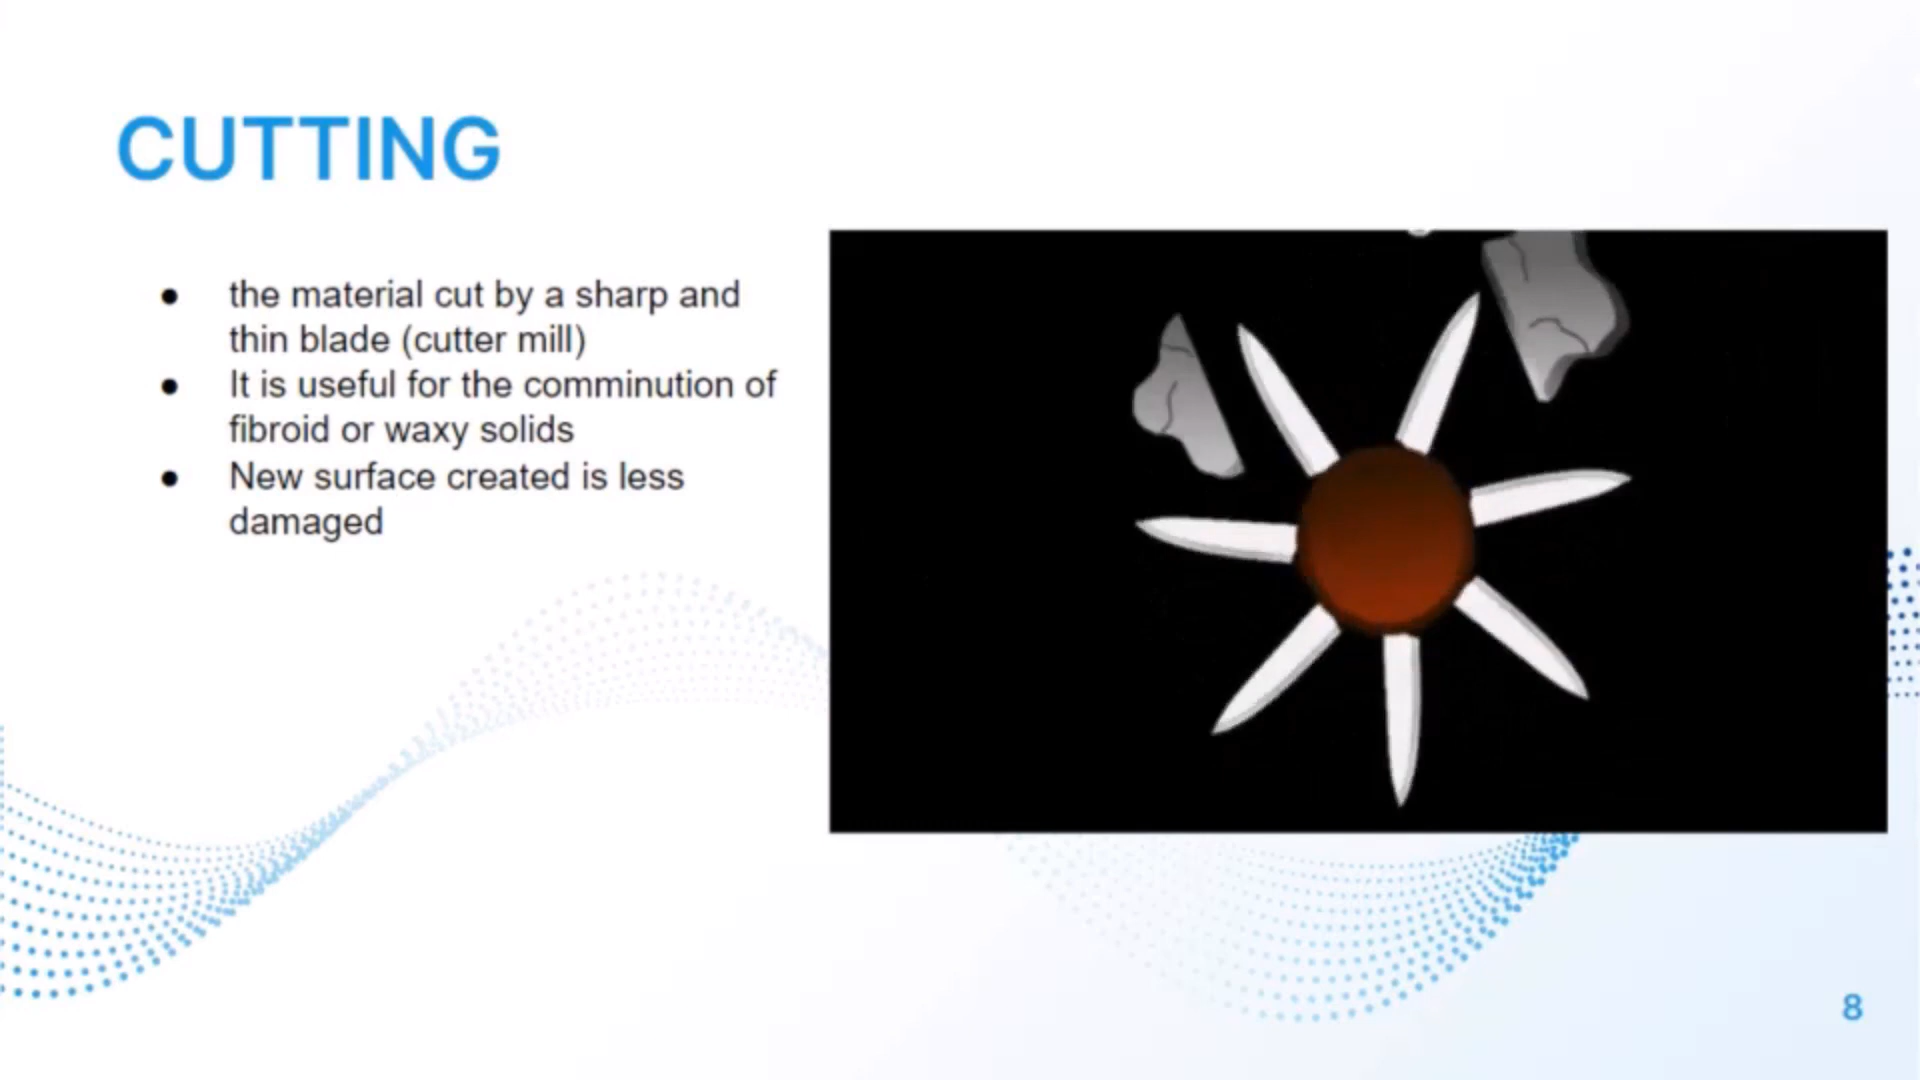 CUTTING
● the material cut by a sharp and
thin blade (cutter mill)
● It is useful for the comminution of
fibroid or waxy solids
● New surface created is less
damaged
8